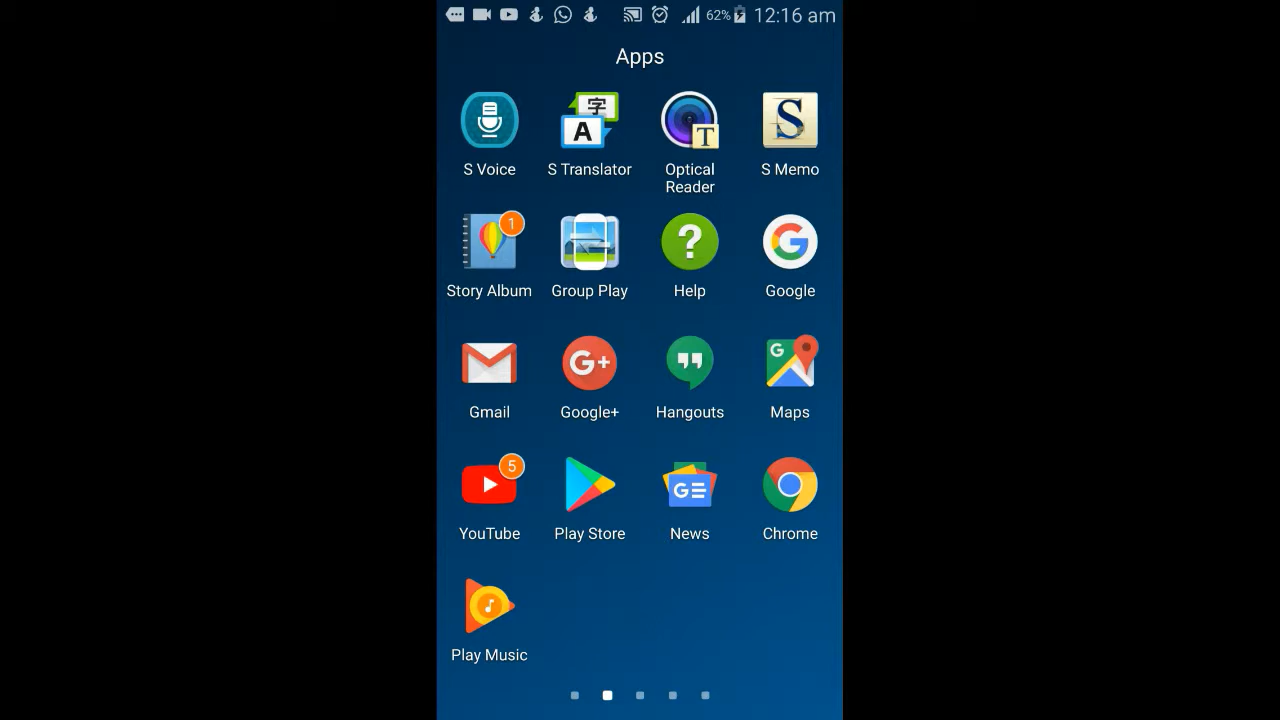 62% 12:16 am
Apps
字
A
T
S
S Voice
S Translator
Optical
Reader
S Memo
1
?
G
Story Album
Group Play
Help
Google
G+
G
Gmail
Google+
Hangouts
Maps
5
G
YouTube
Play Store
News
Chrome
Play Music